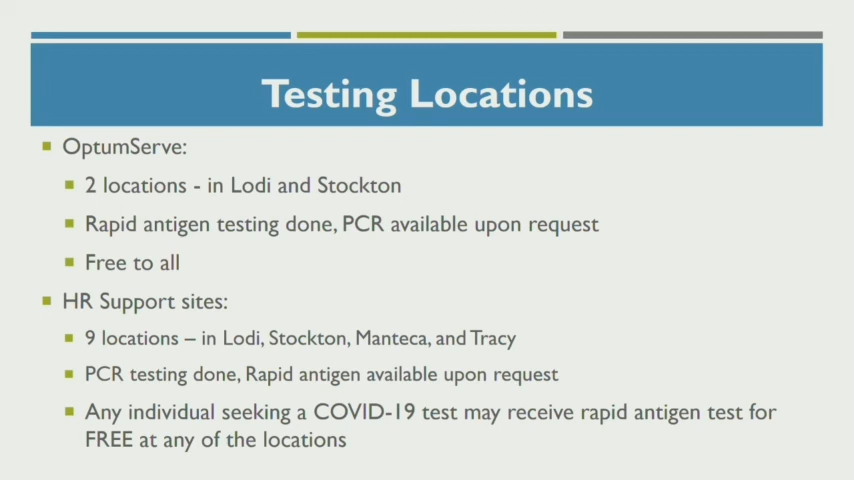 Testing Locations
OptumServe:
2 locations - in Lodi and Stockton
Rapid antigen testing done, PCR available upon request
Free to all
HR Support sites:
9 locations – in Lodi, Stockton, Manteca, and Tracy
PCR testing done, Rapid antigen available upon request
Any individual seeking a COVID-19 test may receive rapid antigen test for
FREE at any of the locations